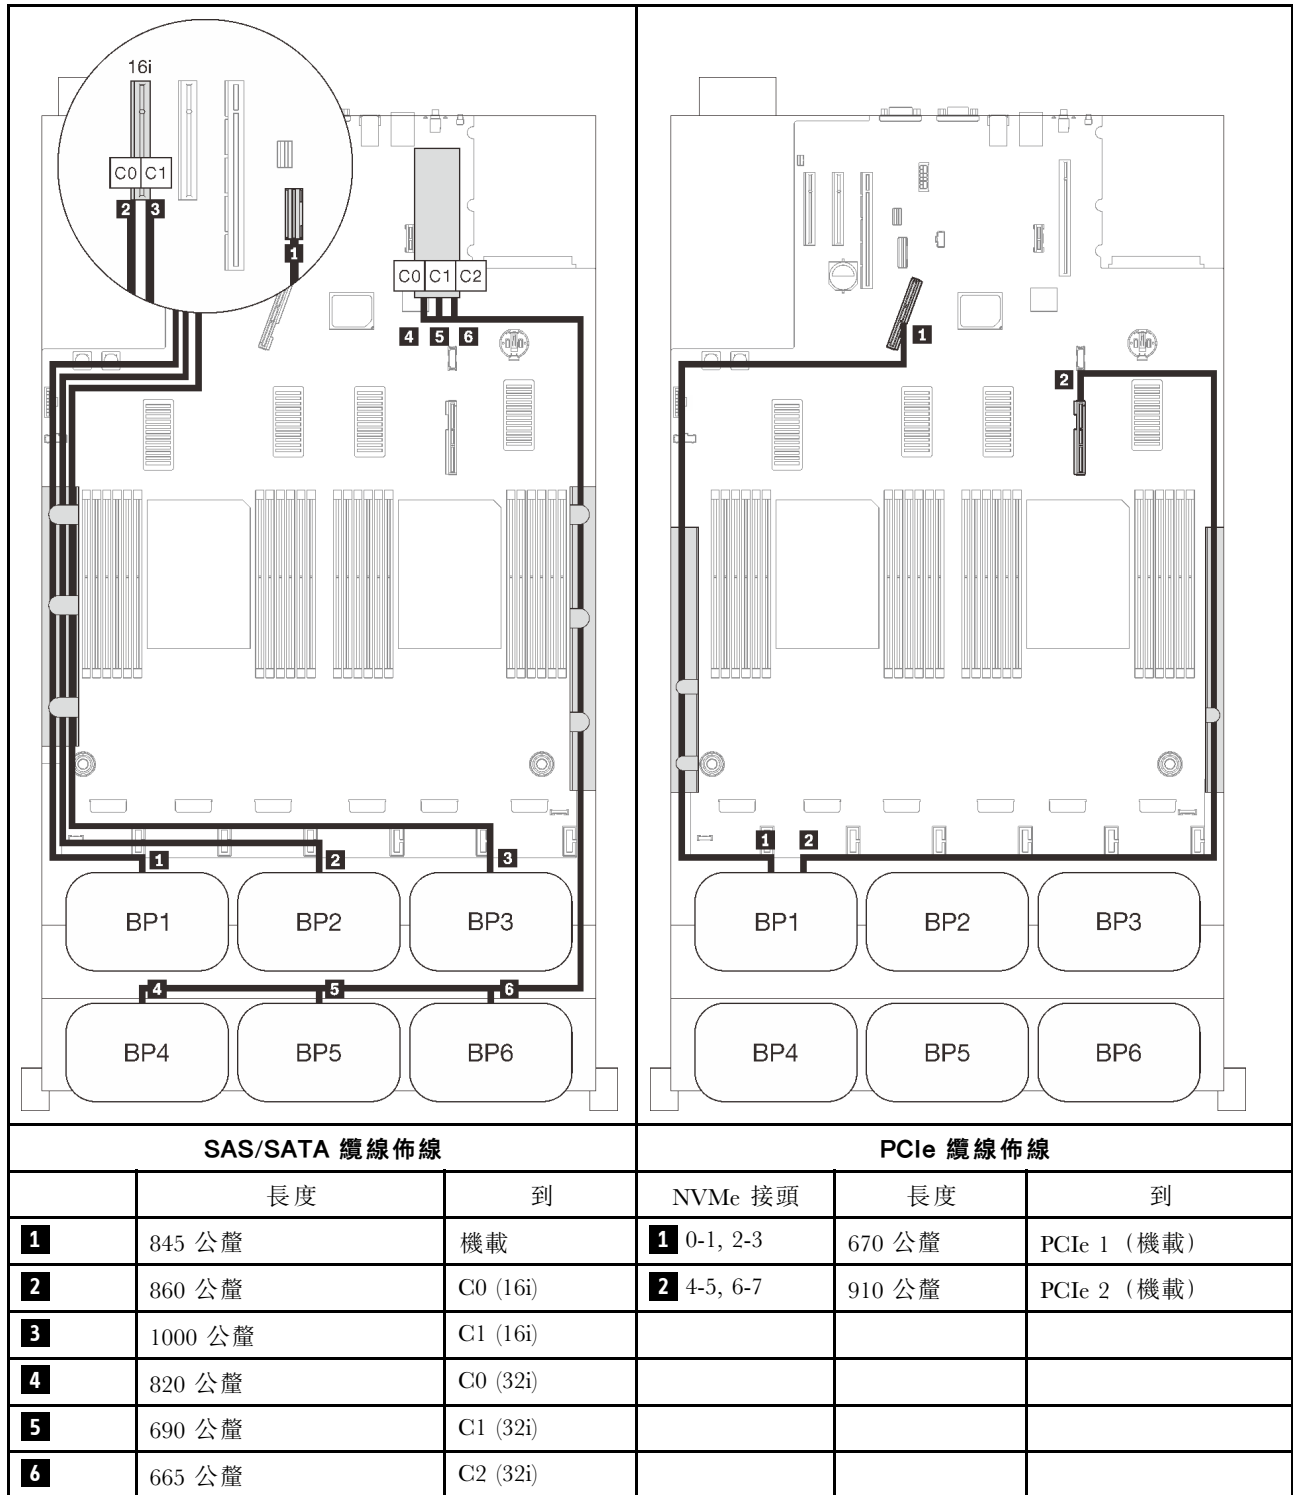 16i
C0 C1
2 3
1
C0 C1 C2
4 5 6
1
2 
3
BP1 BP2 BP3
4 5 6
BP4 BP5 BP6
1
2
1 2
BP1 BP2 BP3
BP4 BP5 BP6
SAS/SATA 纜線佈線 PCIe 纜線佈線
長度 到 NVMe 接頭 長度 到
1 845 公釐 機載 1 0-1, 2-3 670 公釐 PCIe 1（機載）
2 860 公釐 C0 (16i) 2 4-5, 6-7 910 公釐 PCIe 2（機載）
3 1000 公釐 C1 (16i)
4 820 公釐 C0 (32i)
5 690 公釐 C1 (32i)
6 665 公釐 C2 (32i)